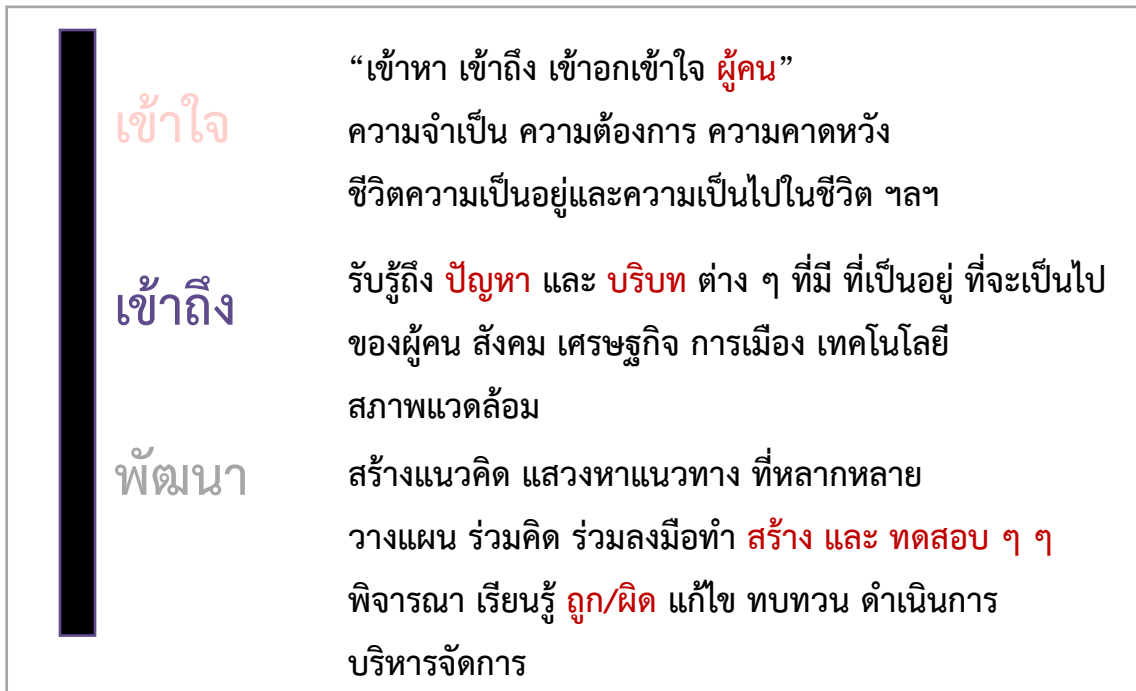 เข้าใจ
“เข้าหา เข้าถึง เข้าอกเข้าใจ ผู้คน”
ความจำเป็น ความต้องการ ความคาดหวัง
ชีวิตความเป็นอยู่และความเป็นไปในชีวิต ฯลฯ
เข้าถึง
รับรู้ถึง ปัญหา และ บริบท ต่าง ๆ ที่มี ที่เป็นอยู่ ที่จะเป็นไป
ของผู้คน สังคม เศรษฐกิจ การเมือง เทคโนโลยี
สภาพแวดล้อม
พัฒนา
สร้างแนวคิด แสวงหาแนวทาง ที่หลากหลาย
วางแผน ร่วมคิด ร่วมลงมือทำ สร้าง และ ทดสอบ ๆ ๆ
พิจารณา เรียนรู้ ถูก/ผิด แก้ไข ทบทวน ดำเนินการ
บริหารจัดการ